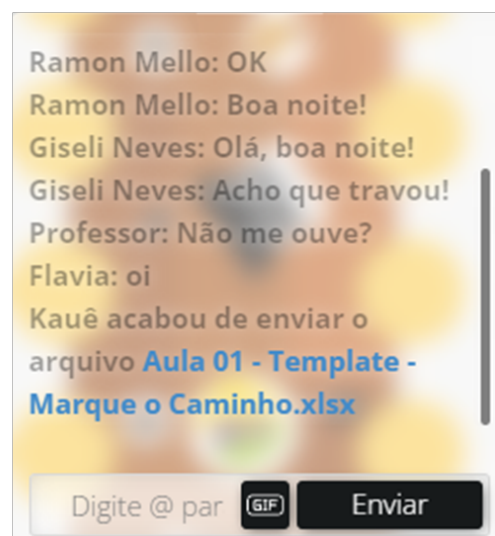 Ramon Mello: OK
Ramon Mello: Boa noite!
Giseli Neves: Olá, boa noite!
Giseli Neves: Acho que travou!
Professor: Não me ouve?
Flavia: oi
Kauê acabou de enviar o
arquivo Aula 01 - Template -
Marque o Caminho.xlsx
Digite @ par GIF Enviar